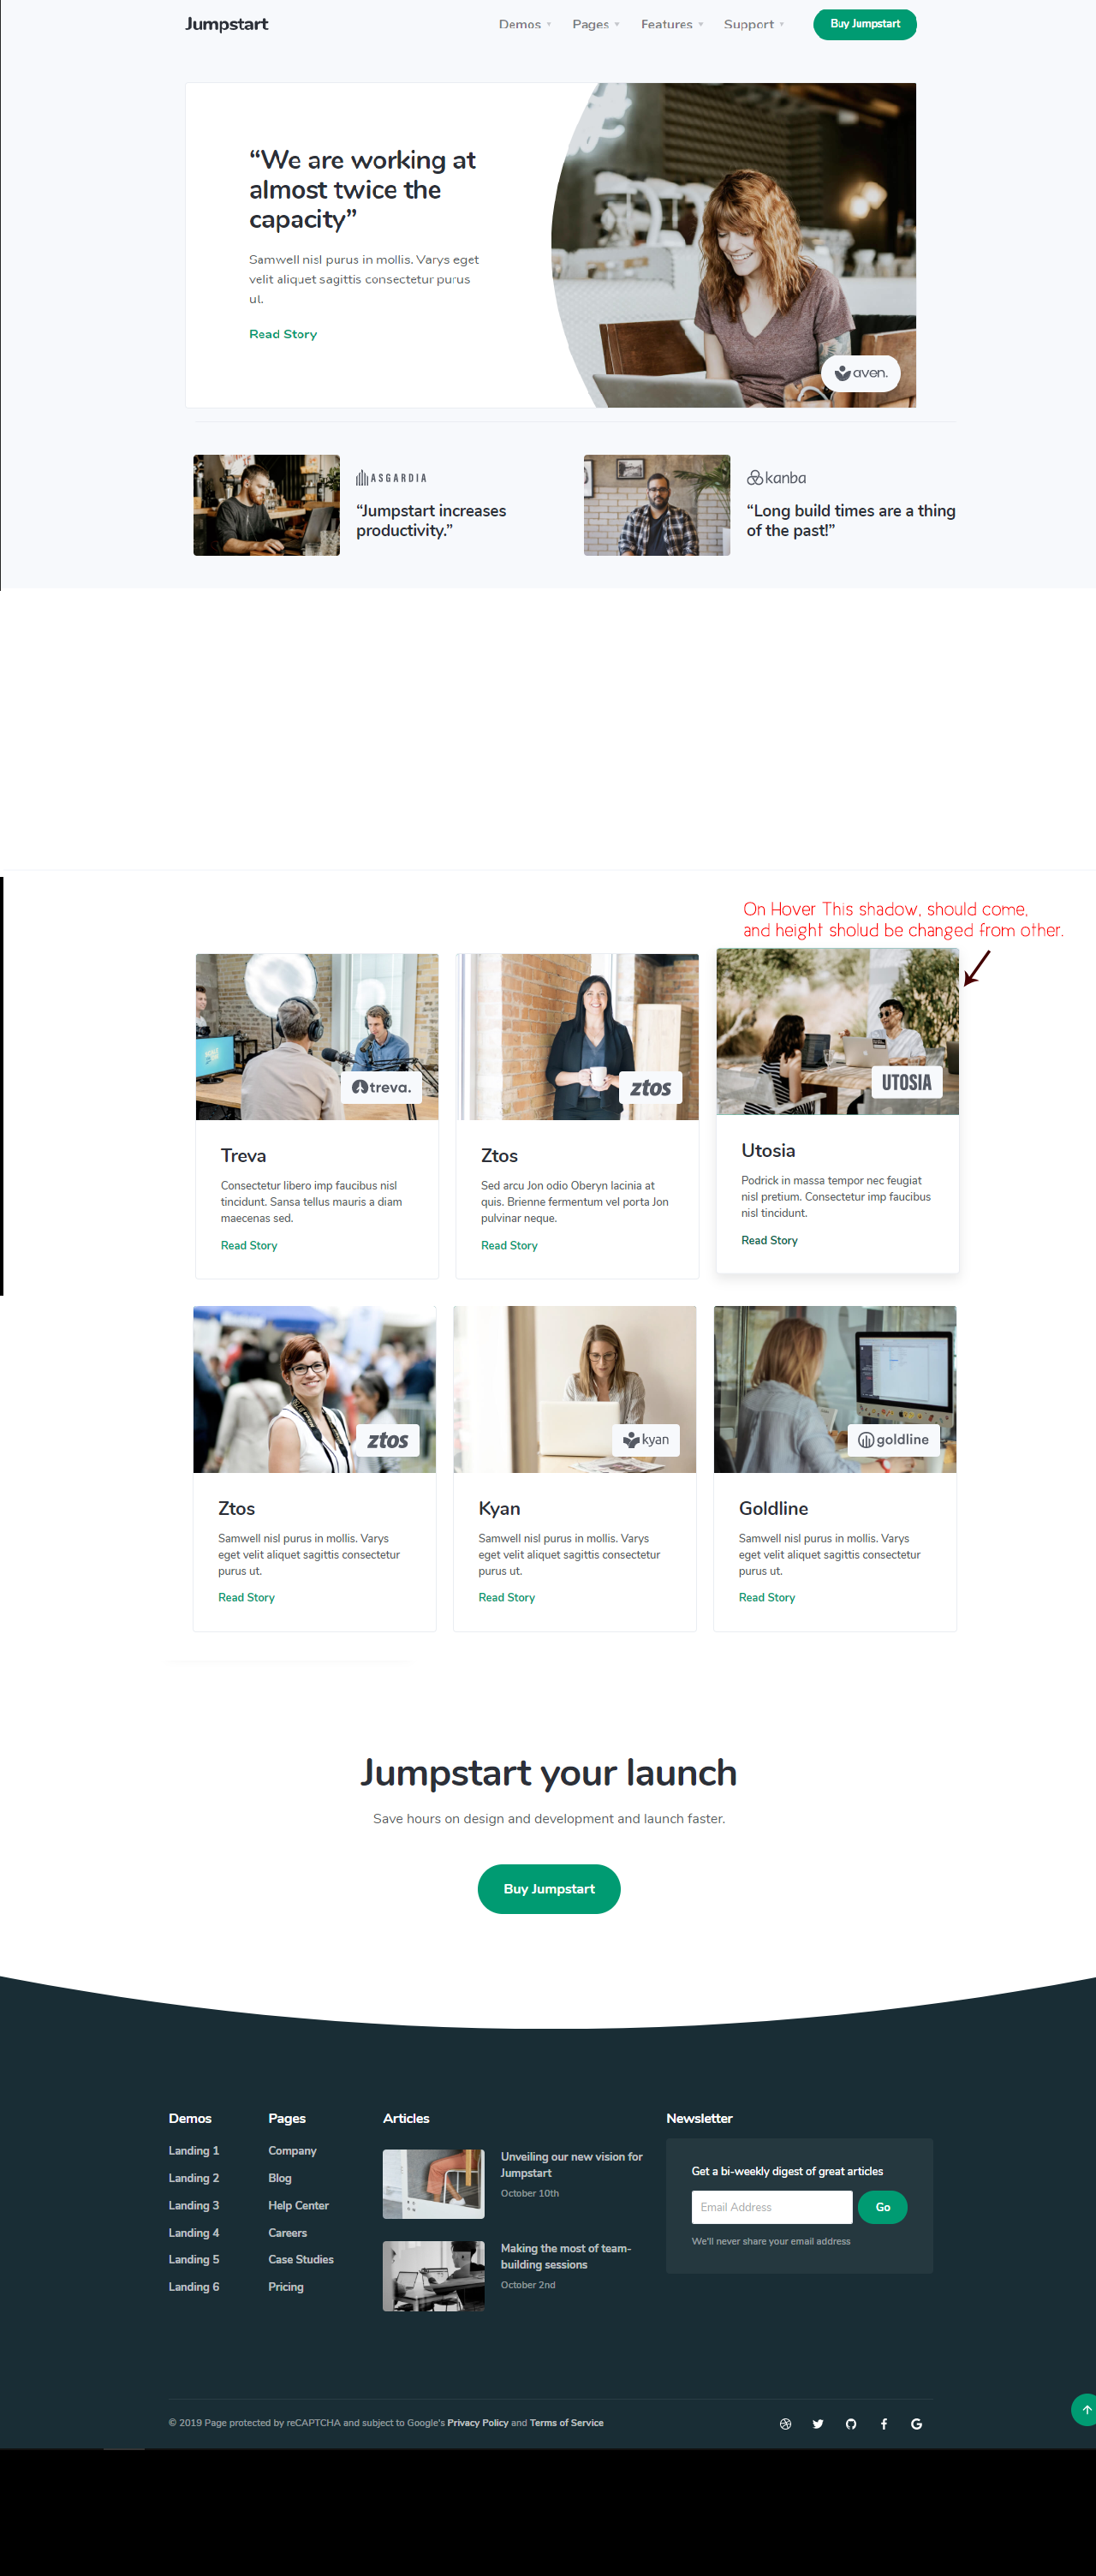 Jumpstart
Demos Pages Features Support Buy Jumpstart
“We are working at
almost twice the
capacity”
Samwell nisl purus in mollis. Varys eget
velit aliquet sagittis consectetur purus
ut.
Read Story
aven.
ASGARDIA
“Jumpstart increases
productivity.”
kanba
“Long build times are a thing
of the past!”
On Hover This shadow, should come,
and height sholud be changed from other.
treva.
ztos
UTOSIA
Treva
Consectetur libero imp faucibus nisl
tincidunt. Sansa tellus mauris a diam
maecenas sed.
Read Story
Ztos
Sed arcu Jon odio Oberyn lacinia at
quis. Brienne fermentum vel porta Jon
pulvinar neque.
Read Story
Utosia
Podrick in massa tempor nec feugiat
nisl pretium. Consectetur imp faucibus
nisl tincidunt.
Read Story
ztos
kyan
goldline
Ztos
Samwell nisl purus in mollis. Varys
eget velit aliquet sagittis consectetur
purus ut.
Read Story
Kyan
Samwell nisl purus in mollis. Varys
eget velit aliquet sagittis consectetur
purus ut.
Read Story
Goldline
Samwell nisl purus in mollis. Varys
eget velit aliquet sagittis consectetur
purus ut.
Read Story
Jumpstart your launch
Save hours on design and development and launch faster.
Buy Jumpstart
Demos
Landing 1
Landing 2
Landing 3
Landing 4
Landing 5
Landing 6
Pages
Company
Blog
Help Center
Careers
Case Studies
Pricing
Articles
Unveiling our new vision for
Jumpstart
October 10th
Making the most of team-
building sessions
October 2nd
Newsletter
Get a bi-weekly digest of great articles
Email Address Go
We'll never share your email address
© 2019 Page protected by reCAPTCHA and subject to Google's Privacy Policy and Terms of Service